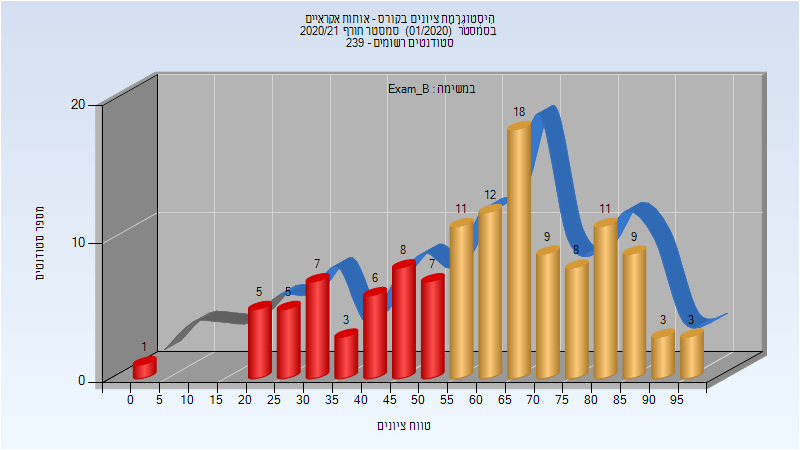 היסטוגרמת ציונים בקורס - אותות אקראיים
בסמסטר (01/2020) סמסטר חורף 2020/21
סטודנטים רשומים - 239
במשימה : Exam_B
מספר סטודנטים
20
10
0
1
5
5
7
3
6
8
7
11
12
18
9
8
11
9
3
3
0 5 10 15 20 25 30 35 40 45 50 55 60 65 70 75 80 85 90 95
טווח ציונים